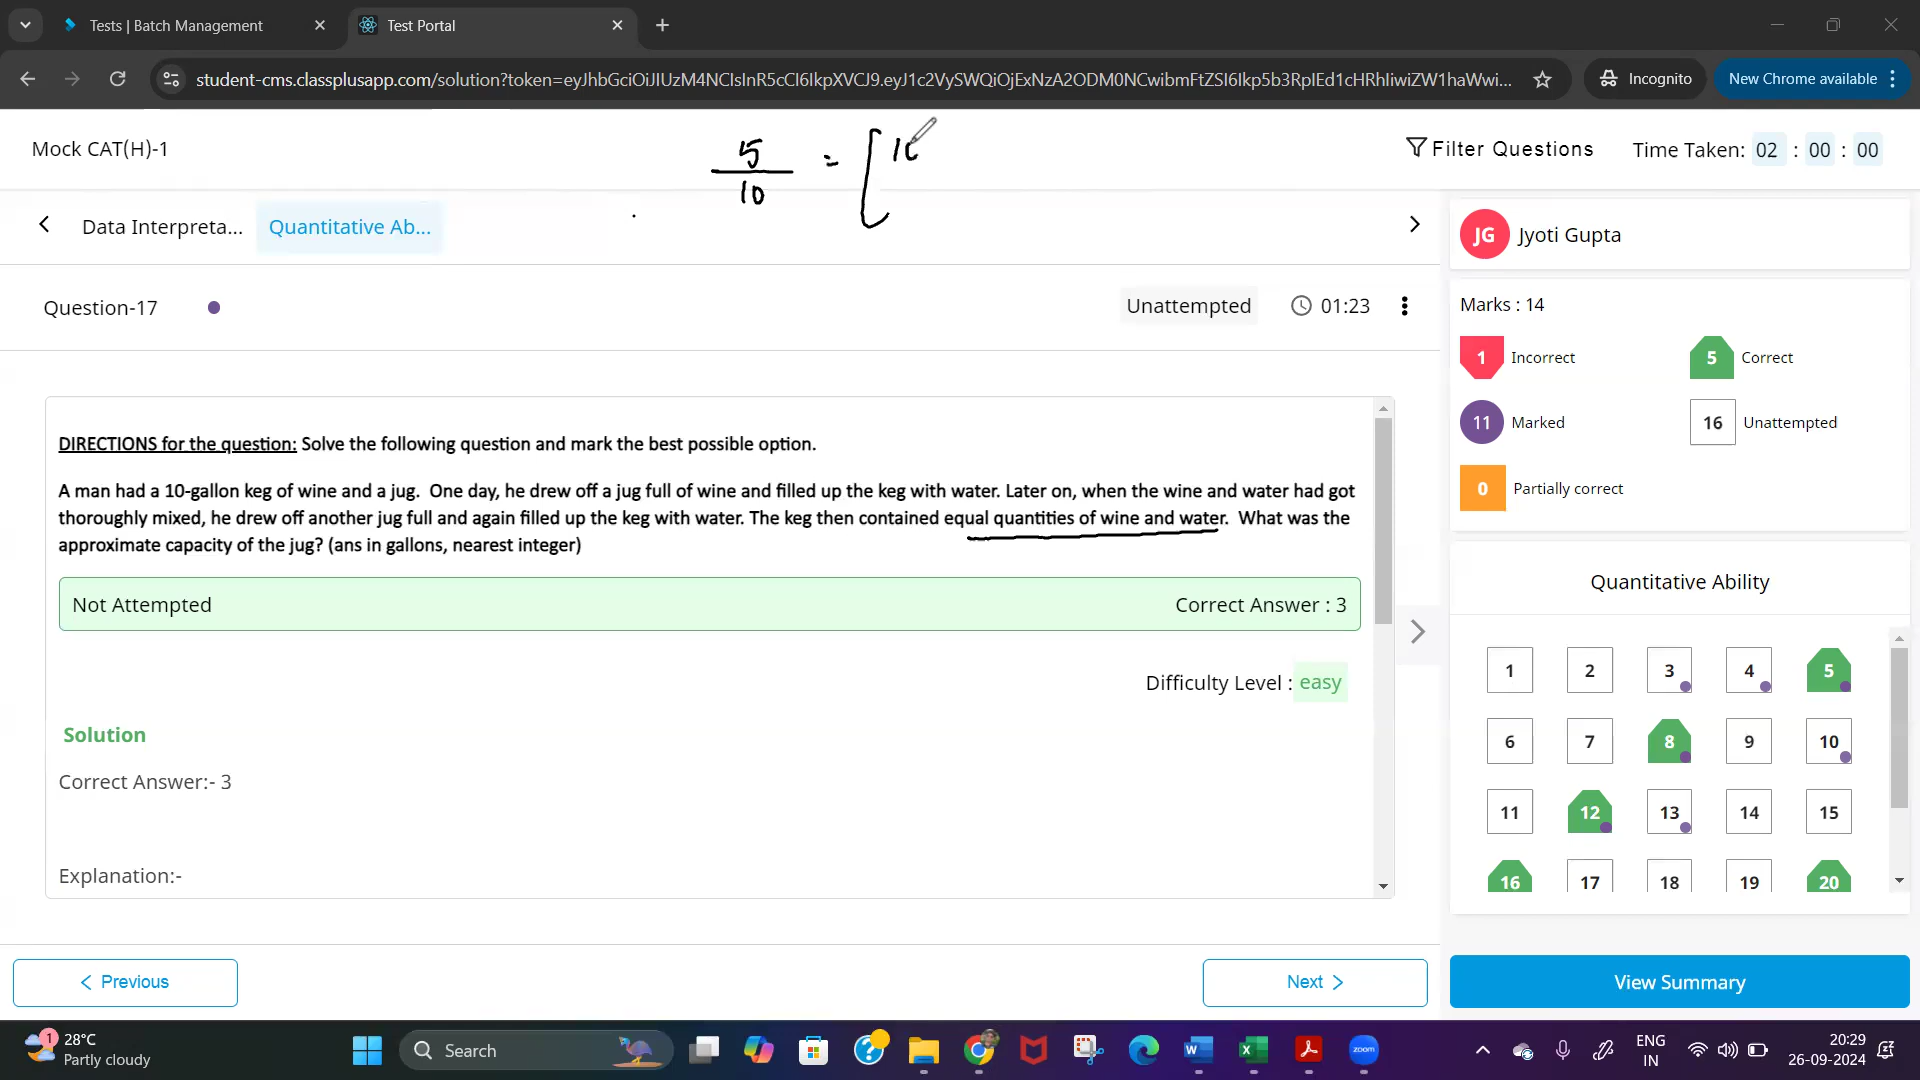 Tests | Batch Management
Test Portal
student-cms.classplusapp.com/solution?token=eyJhbGciOiJIUzM4NCIsInR5cCI6IkpXVCJ9.eyJ1c2VySWQiOjExNzA2ODM0NCwibmFtZSI6Ikp5b3RpIEd1cHRhIiwiZW1haWwi...
Incognito
New Chrome available
Mock CAT(H)-1
5
10
= [ 10
Filter Questions
Time Taken: 02 : 00 : 00
Data Interpreta...
Quantitative Ab...
JG
Jyoti Gupta
Question-17
Unattempted
01:23
Marks : 14
1 Incorrect
5 Correct
11 Marked
16 Unattempted
0 Partially correct
DIRECTIONS for the question: Solve the following question and mark the best possible option.
A man had a 10-gallon keg of wine and a jug. One day, he drew off a jug full of wine and filled up the keg with water. Later on, when the wine and water had got
thoroughly mixed, he drew off another jug full and again filled up the keg with water. The keg then contained equal quantities of wine and water. What was the
approximate capacity of the jug? (ans in gallons, nearest integer)
Not Attempted
Correct Answer : 3
Difficulty Level : easy
Solution
Correct Answer:- 3
Explanation:-
Quantitative Ability
1 2 3 4 5
6 7 8 9 10
11 12 13 14 15
16 17 18 19 20
Previous
Next
View Summary
1
28°C
Partly cloudy
Search
zoom
ENG
IN
20:29
26-09-2024